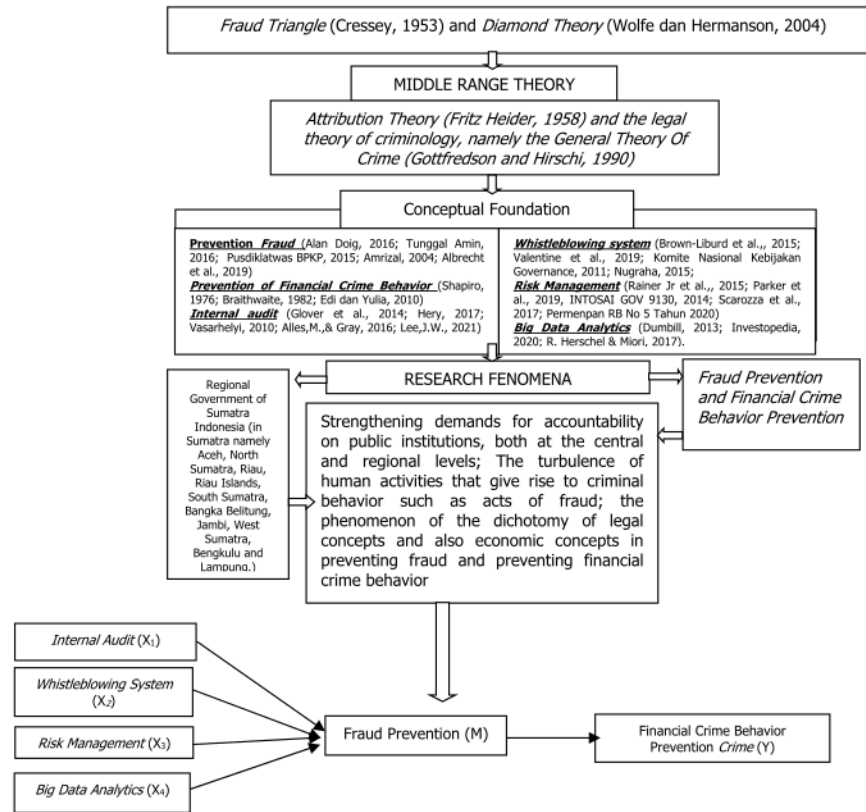 Fraud Triangle (Cressey, 1953) and Diamond Theory (Wolfe dan Hermanson, 2004)
MIDDLE RANGE THEORY
Attribution Theory (Fritz Heider, 1958) and the legal
theory of criminology, namely the General Theory Of
Crime (Gottfredson and Hirschi, 1990)
Conceptual Foundation
Prevention Fraud (Alan Doig, 2016; Tunggal Amin,
2016; Pusdiklatwas BPKP, 2015; Amrizal, 2004; Albrecht
et al., 2019)
Prevention of Financial Crime Behavior (Shapiro,
1976; Braithwaite, 1982; Edi dan Yulia, 2010)
Internal audit (Glover et al., 2014; Hery, 2017;
Vasarhelyi, 2010; Alles,M.,& Gray, 2016; Lee,J.W., 2021)
Whistleblowing system (Brown-Liburd et al.,, 2015;
Valentine et al., 2019; Komite Nasional Kebijakan
Governance, 2011; Nugraha, 2015;
Risk Management (Rainer Jr et al.,, 2015; Parker et
al., 2019, INTOSAI GOV 9130, 2014; Scarozza et al.,
2017; Permenpan RB No 5 Tahun 2020)
Big Data Analytics (Dumbill, 2013; Investopedia,
2020; R. Herschel & Miori, 2017).
RESEARCH FENOMENA
Regional
Government of
Sumatra
Indonesia (in
Sumatra namely
Aceh, North
Sumatra, Riau,
Riau Islands,
South Sumatra,
Bangka Belitung,
Jambi, West
Sumatra,
Bengkulu and
Lampung.)
Strengthening demands for accountability
on public institutions, both at the central
and regional levels; The turbulence of
human activities that give rise to criminal
behavior such as acts of fraud; the
phenomenon of the dichotomy of legal
concepts and also economic concepts in
preventing fraud and preventing financial
crime behavior
Fraud Prevention
and Financial Crime
Behavior Prevention
Internal Audit (X1)
Whistleblowing System
(X2)
Risk Management (X3)
Big Data Analytics (X4)
Fraud Prevention (M)
Financial Crime Behavior
Prevention Crime (Y)